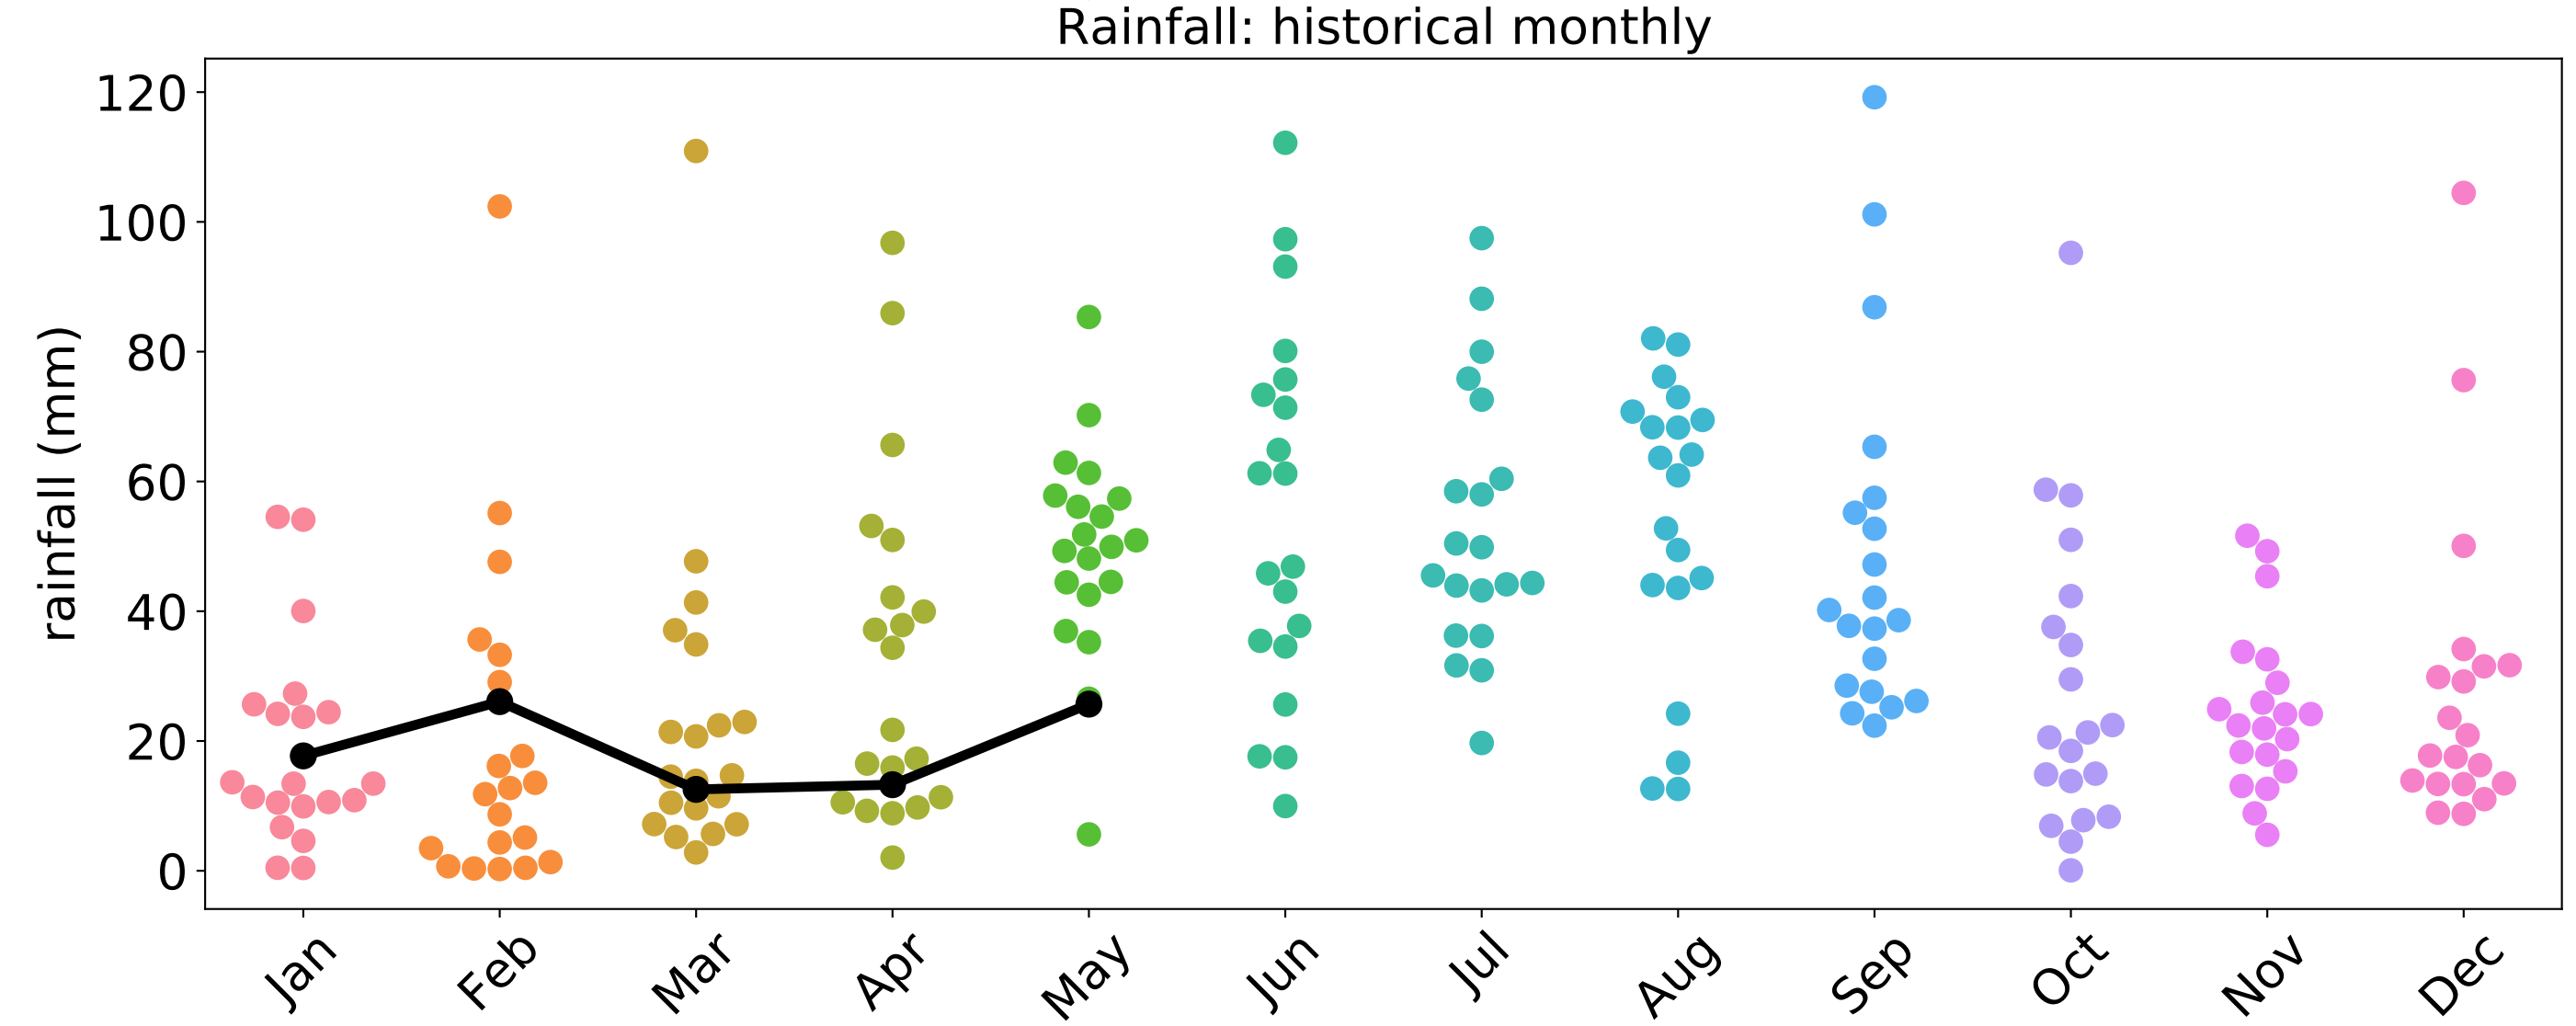 Rainfall: historical monthly
rainfall (mm)
120
100
80
60
40
20
0
Jan
Feb
Mar
Apr
May
Jun
Jul
Aug
Sep
Oct
Nov
Dec